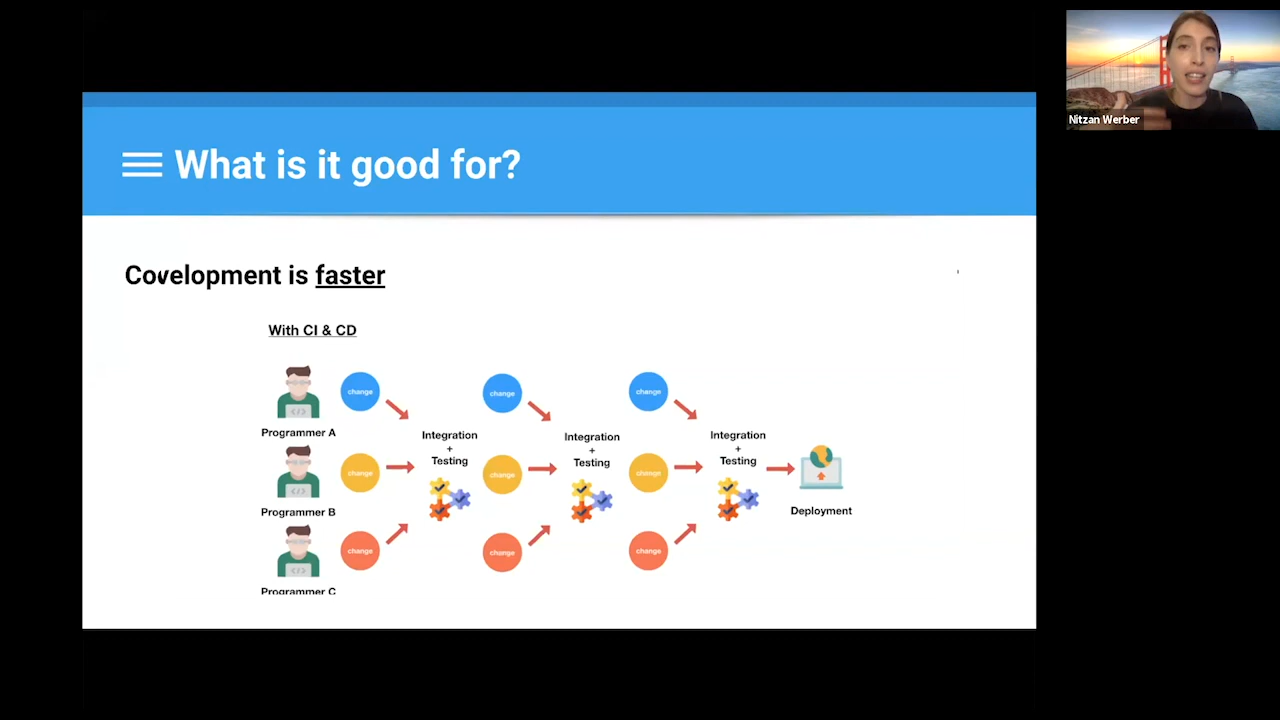 What is it good for?
Covelopment is faster
With CI & CD
change
change
change
Programmer A
Integration
+
Testing
Integration
+
Testing
Integration
+
Testing
change
change
change
Programmer B
Deployment
change
change
change
Programmer C
Nitzan Werber